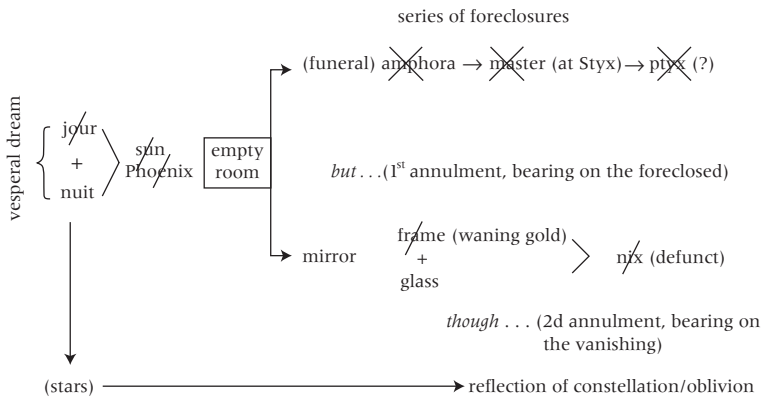 series of foreclosures
(funeral) amphora → master (at Styx) → ptyx (?)
vesperal dream
jour
+
nuit
sun
Phoenix
empty
room
but . . .(1st annulment, bearing on the foreclosed)
mirror
frame (waning gold)
+
glass
nix (defunct)
though . . . (2d annulment, bearing on
the vanishing)
(stars)
reflection of constellation/oblivion